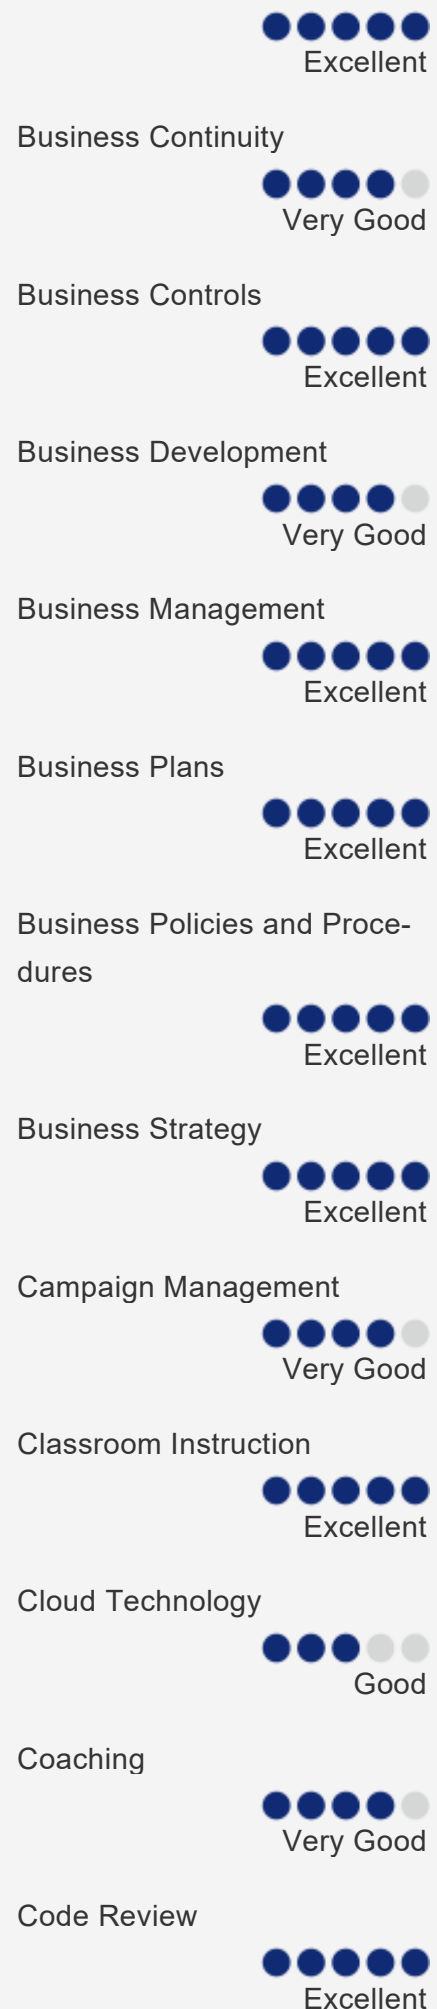 Excellent
Business Continuity
Very Good
Business Controls
Excellent
Business Development
Very Good
Business Management
Excellent
Business Plans
Excellent
Business Policies and Proce-
dures
Excellent
Business Strategy
Excellent
Campaign Management
Very Good
Classroom Instruction
Excellent
Cloud Technology
Good
Coaching
Very Good
Code Review
Excellent